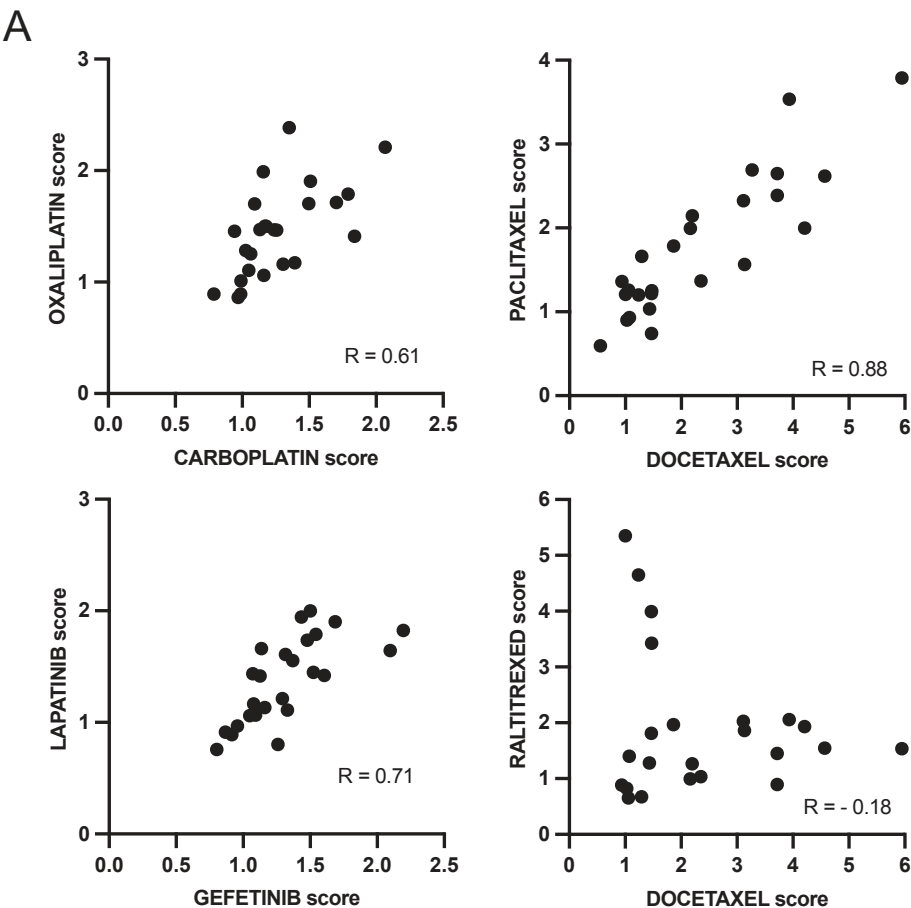 A
3
2
1
0
OXALIPLATIN score
R = 0.61
0.0 0.5 1.0 1.5 2.0 2.5
CARBOPLATIN score
4
3
2
1
0
PACLITAXEL score
R = 0.88
0 1 2 3 4 5 6
DOCETAXEL score
3
2
1
0
LAPATINIB score
R = 0.71
0.0 0.5 1.0 1.5 2.0 2.5
GEFETINIB score
6
5
4
3
2
1
0
RALTITREXED score
R = - 0.18
0 1 2 3 4 5 6
DOCETAXEL score